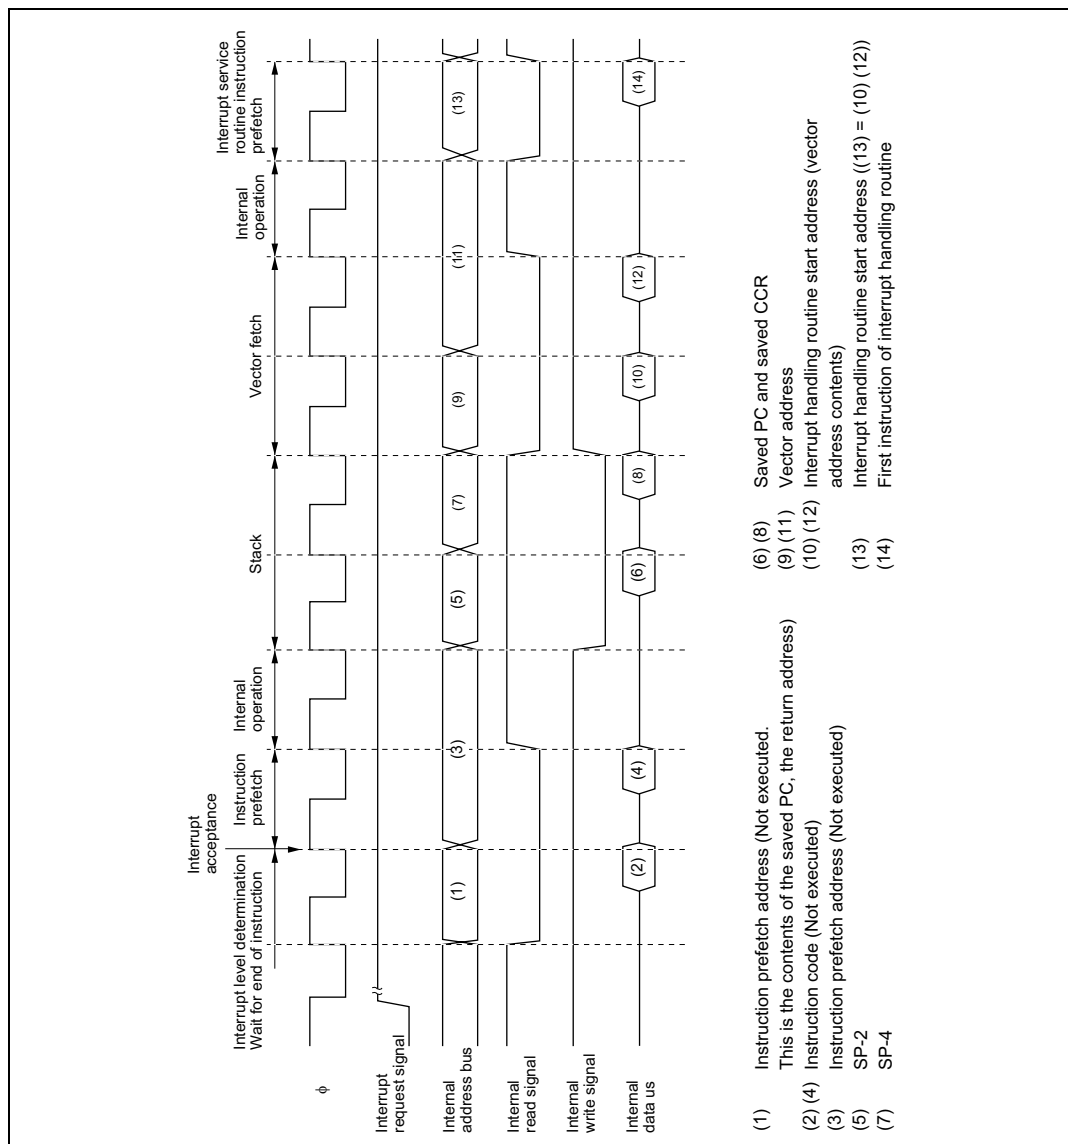 Interrupt level determination
Wait for end of instruction
Interrupt
acceptance
Instruction
prefetch
Internal
operation
Stack
Vector fetch
Internal
operation
Interrupt service
routine instruction
prefetch
φ
Interrupt
request signal
Internal
address bus
(1)
(3)
(5)
(7)
(9)
(11)
(13)
Internal
read signal
Internal
write signal
Internal
data us
(2)
(4)
(6)
(8)
(10)
(12)
(14)
(1) Instruction prefetch address (Not executed.
This is the contents of the saved PC, the return address)
(2) (4) Instruction code (Not executed)
(3) Instruction prefetch address (Not executed)
(5) SP-2
(7) SP-4
(6) (8) Saved PC and saved CCR
(9) (11) Vector address
(10) (12) Interrupt handling routine start address (vector
address contents)
(13) Interrupt handling routine start address ((13) = (10) (12))
(14) First instruction of interrupt handling routine